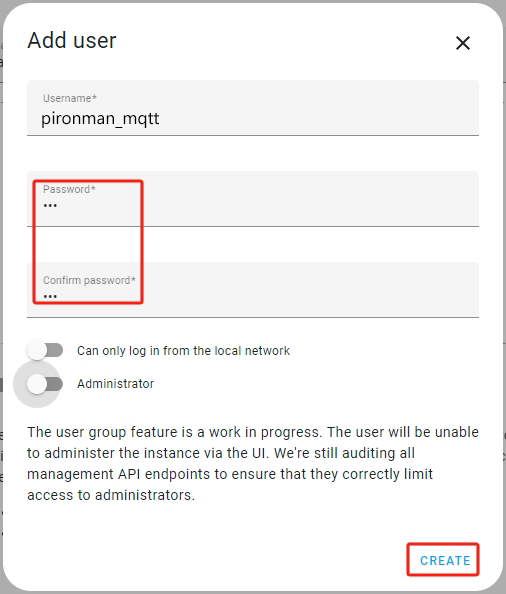 Add user
Username*
pironman_mqtt
Password*
•••
Confirm password*
•••
Can only log in from the local network
Administrator
The user group feature is a work in progress. The user will be unable
to administer the instance via the UI. We're still auditing all
management API endpoints to ensure that they correctly limit
access to administrators.
CREATE